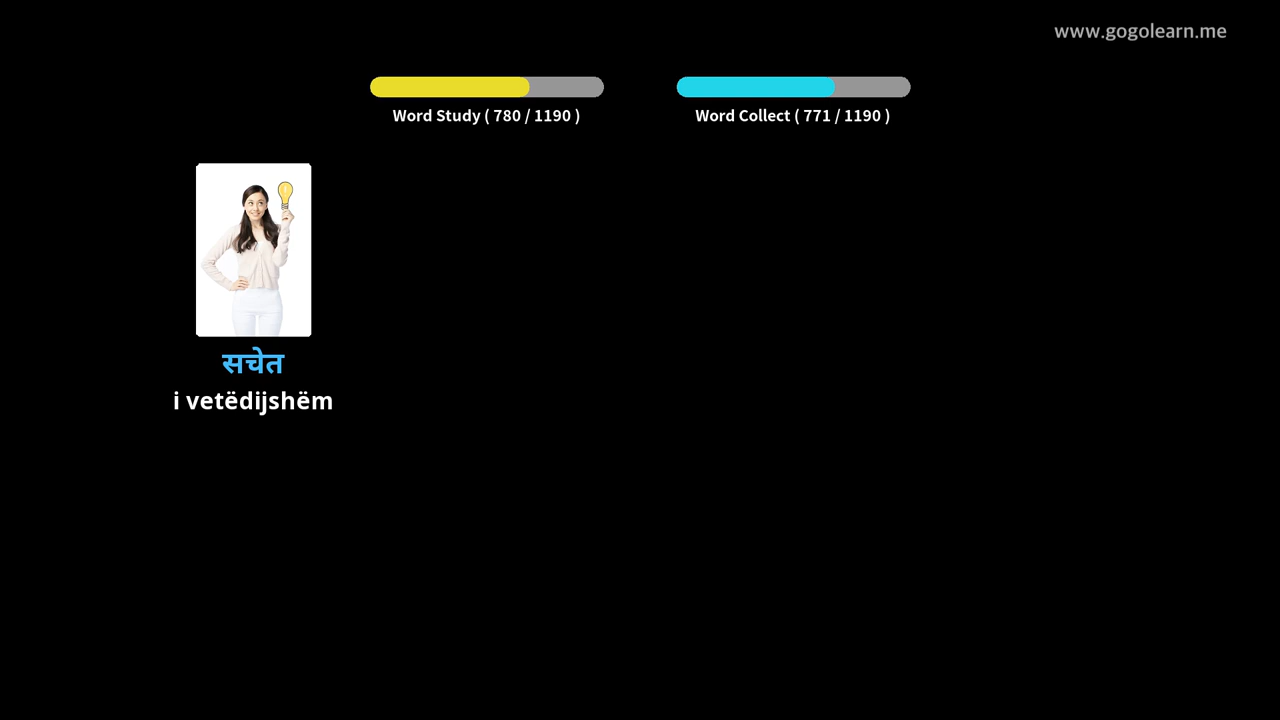 www.gogolearn.me
Word Study ( 780 / 1190 )
Word Collect ( 771 / 1190 )
सचेत
i vetëdijshëm